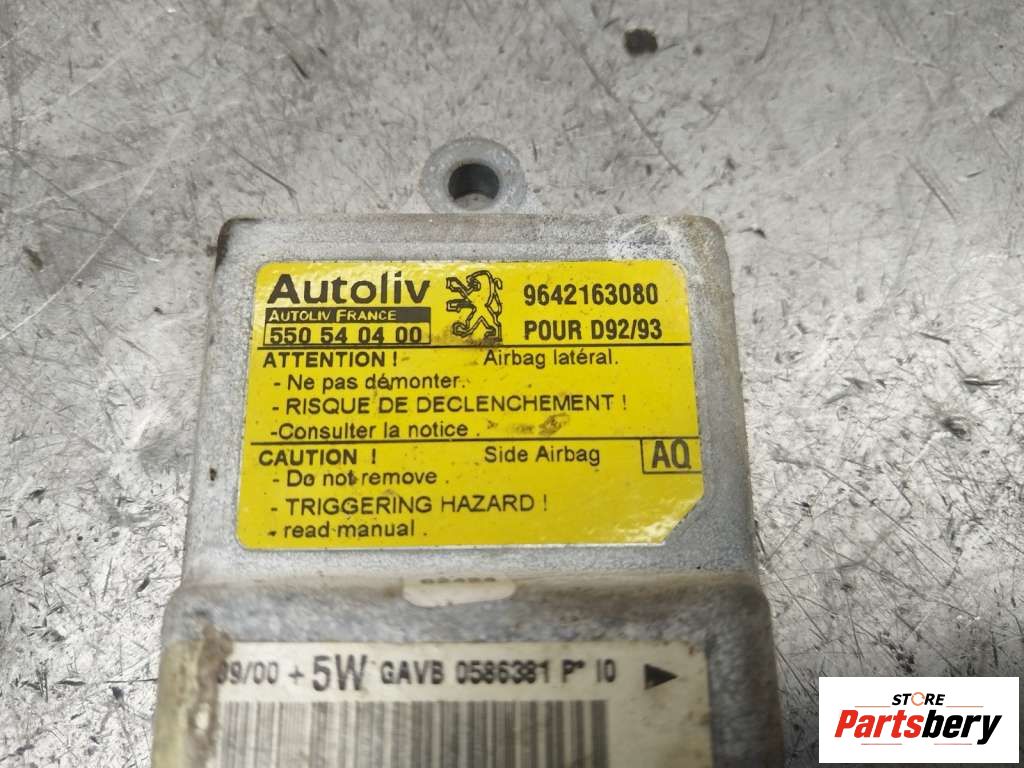 Autoliv
AUTOLIV FRANCE
550 54 04 00
9642163080
POUR D92/93
ATTENTION ! Airbag latéral.
- Ne pas démonter.
- RISQUE DE DECLENCHEMENT !
-Consulter la notice .
CAUTION ! Side Airbag AQ
- Do not remove .
- TRIGGERING HAZARD !
- read manual .
09/00 + 5W GAVB 0586381 P* 10
STORE
Partsbery